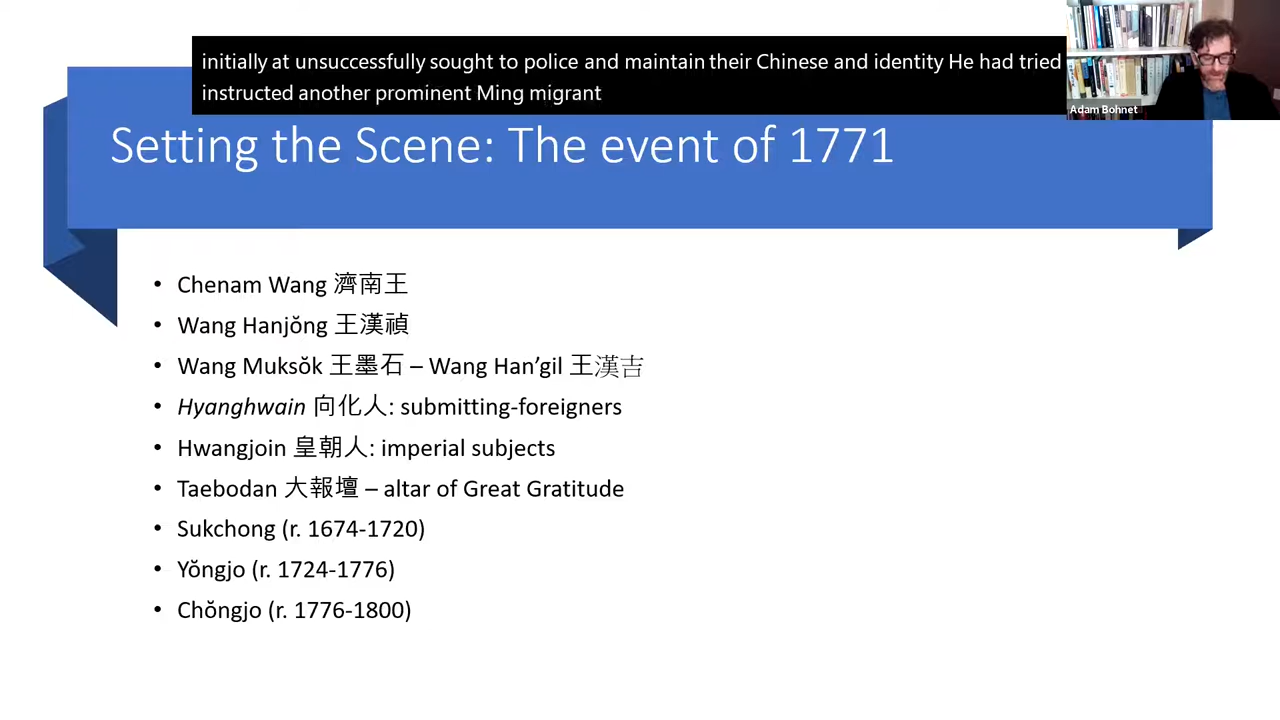 initially at unsuccessfully sought to police and maintain their Chinese and identity He had tried
instructed another prominent Ming migrant
Adam Bohnet
Setting the Scene: The event of 1771
• Chenam Wang 濟南王
• Wang Hanjŏng 王漢禎
• Wang Muksŏk 王墨石 – Wang Han’gil 王漢吉
• Hyanghwain 向化人: submitting-foreigners
• Hwangjoin 皇朝人: imperial subjects
• Taebodan 大報壇 – altar of Great Gratitude
• Sukchong (r. 1674-1720)
• Yŏngjo (r. 1724-1776)
• Chŏngjo (r. 1776-1800)